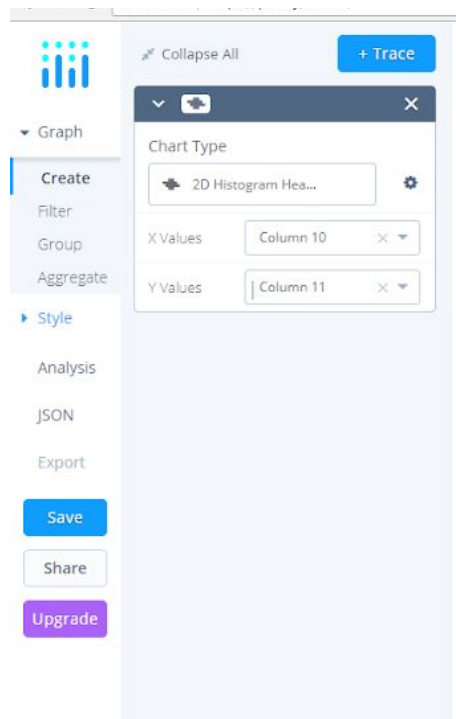 Collapse All
+ Trace
Graph
Create
Filter
Group
Aggregate
Style
Analysis
JSON
Export
Save
Share
Upgrade
Chart Type
2D Histogram Hea...
X Values Column 10
Y Values Column 11